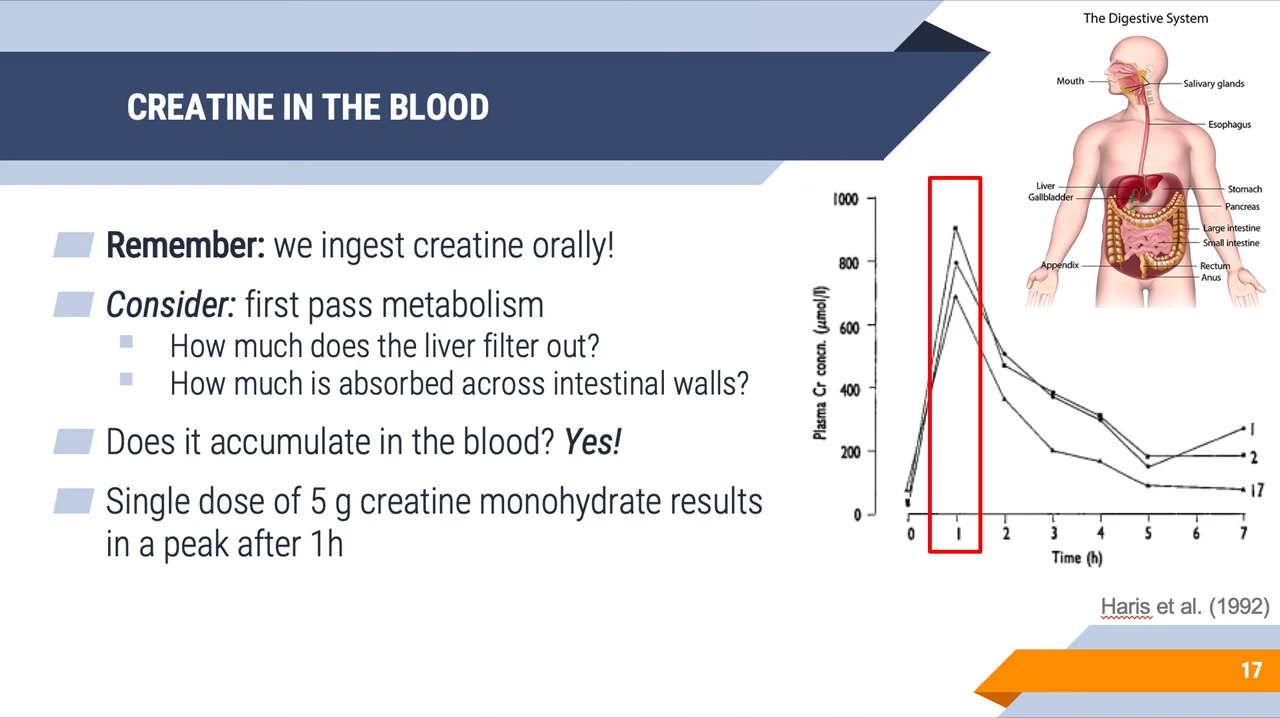 CREATINE IN THE BLOOD
Remember: we ingest creatine orally!
Consider: first pass metabolism
How much does the liver filter out?
How much is absorbed across intestinal walls?
Does it accumulate in the blood? Yes!
Single dose of 5 g creatine monohydrate results
in a peak after 1h
The Digestive System
Mouth
Salivary glands
Esophagus
Liver
Gallbladder
Stomach
Pancreas
Large intestine
Small intestine
Appendix
Rectum
Anus
Plasma Cr concn. (μmol/l)
1000
800
600
400
200
0
1
2
17
0 1 2 3 4 5 6 7
Time (h)
Haris et al. (1992)
17